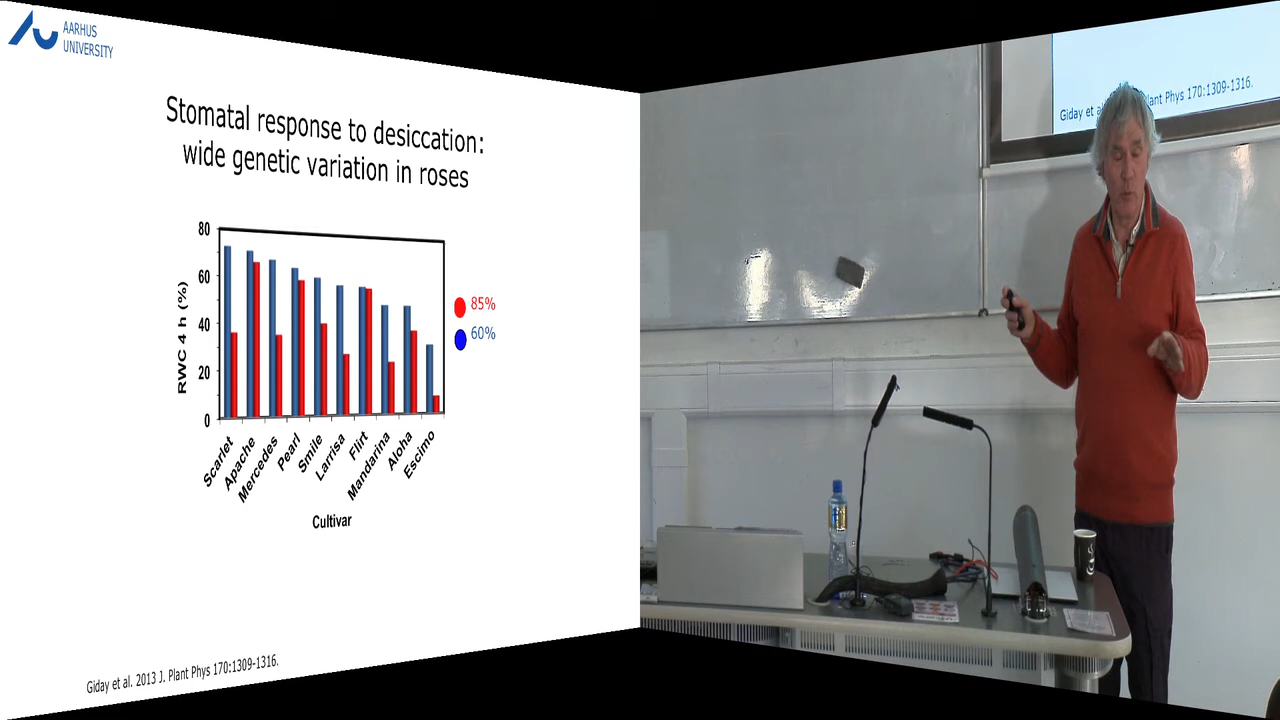 AARHUS
UNIVERSITY
Stomatal response to desiccation:
wide genetic variation in roses
80
60
40
20
0
RWC 4 h (%)
85%
60%
Scarlet
Apache
Mercedes
Pearl
Smile
Larrisa
Flirt
Mandarina
Aloha
Escimo
Cultivar
Giday et al. 2013 J. Plant Phys 170:1309-1316.
Giday et a
lant Phys 170:1309-1316.